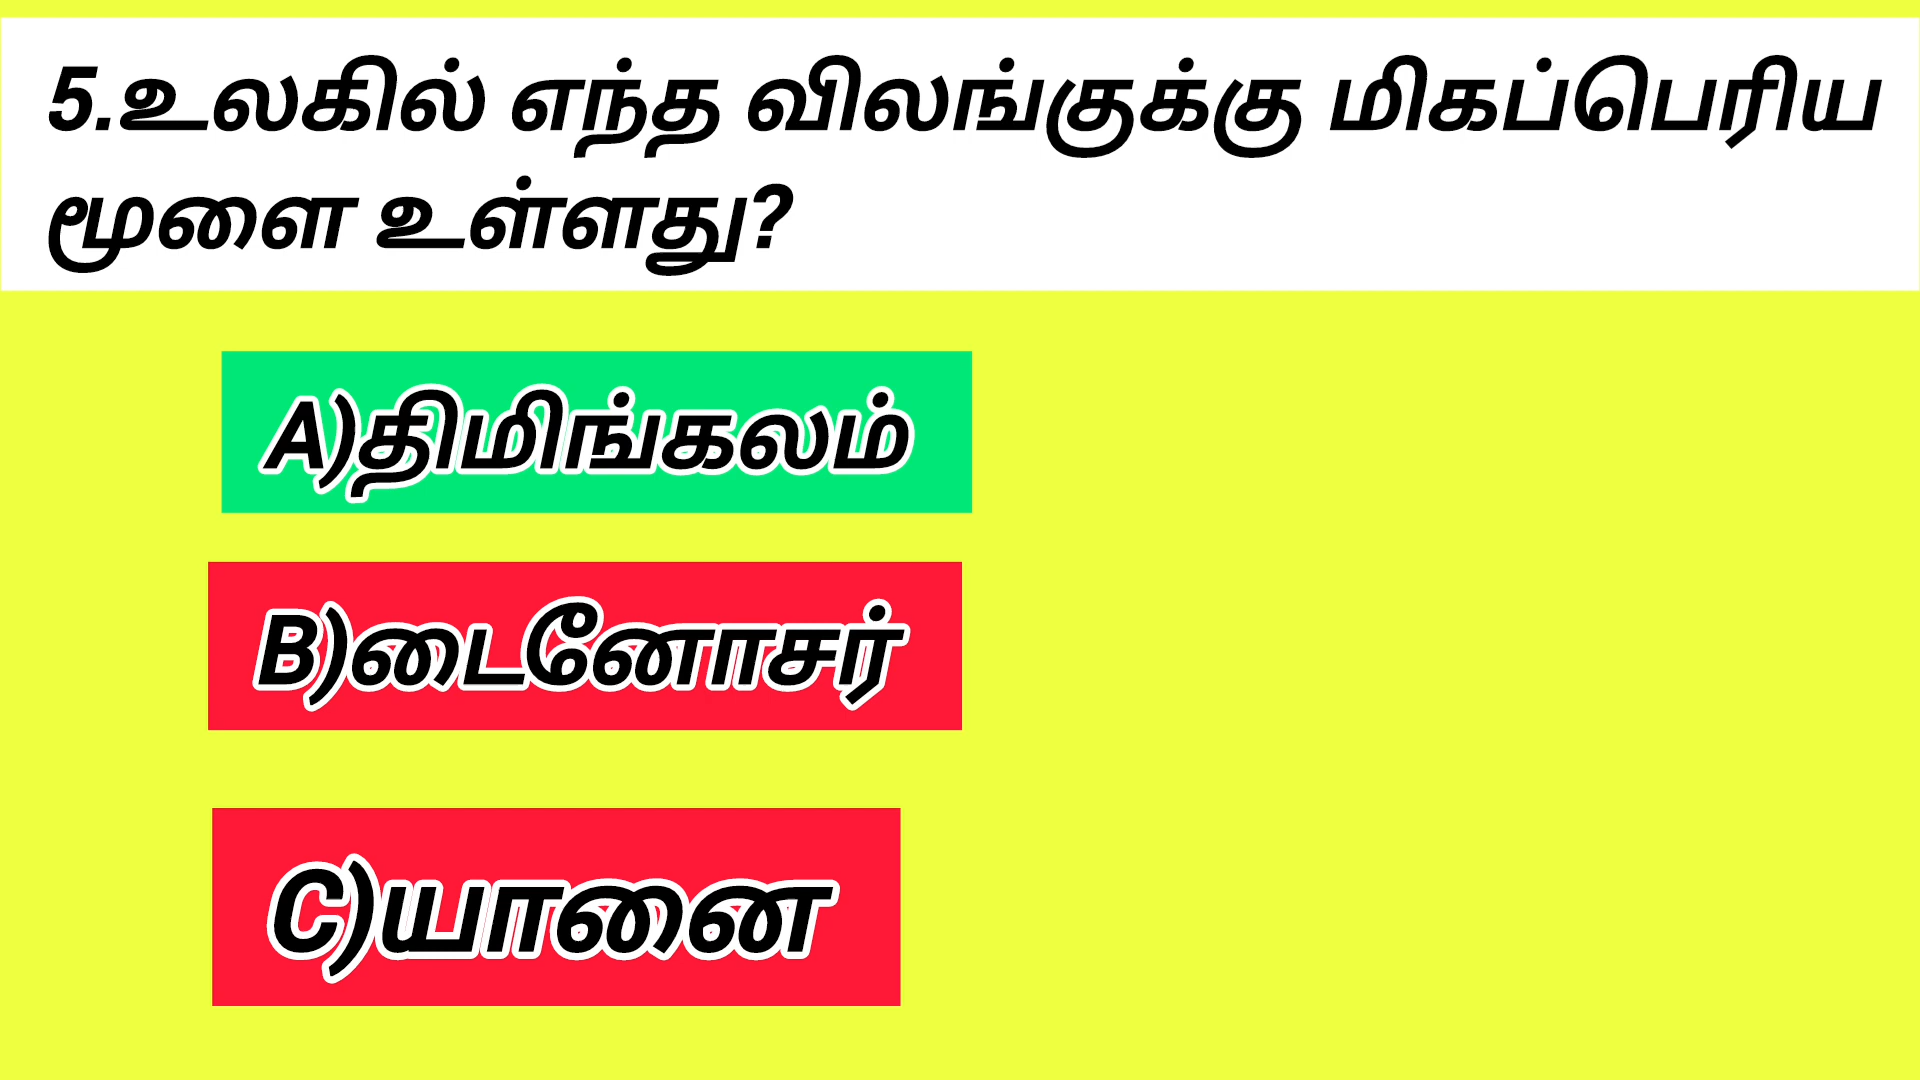 5.உலகில் எந்த விலங்குக்கு மிகப்பெரிய
மூளை உள்ளது?
A)திமிங்கலம்
B)டைனோசர்
C)யானை